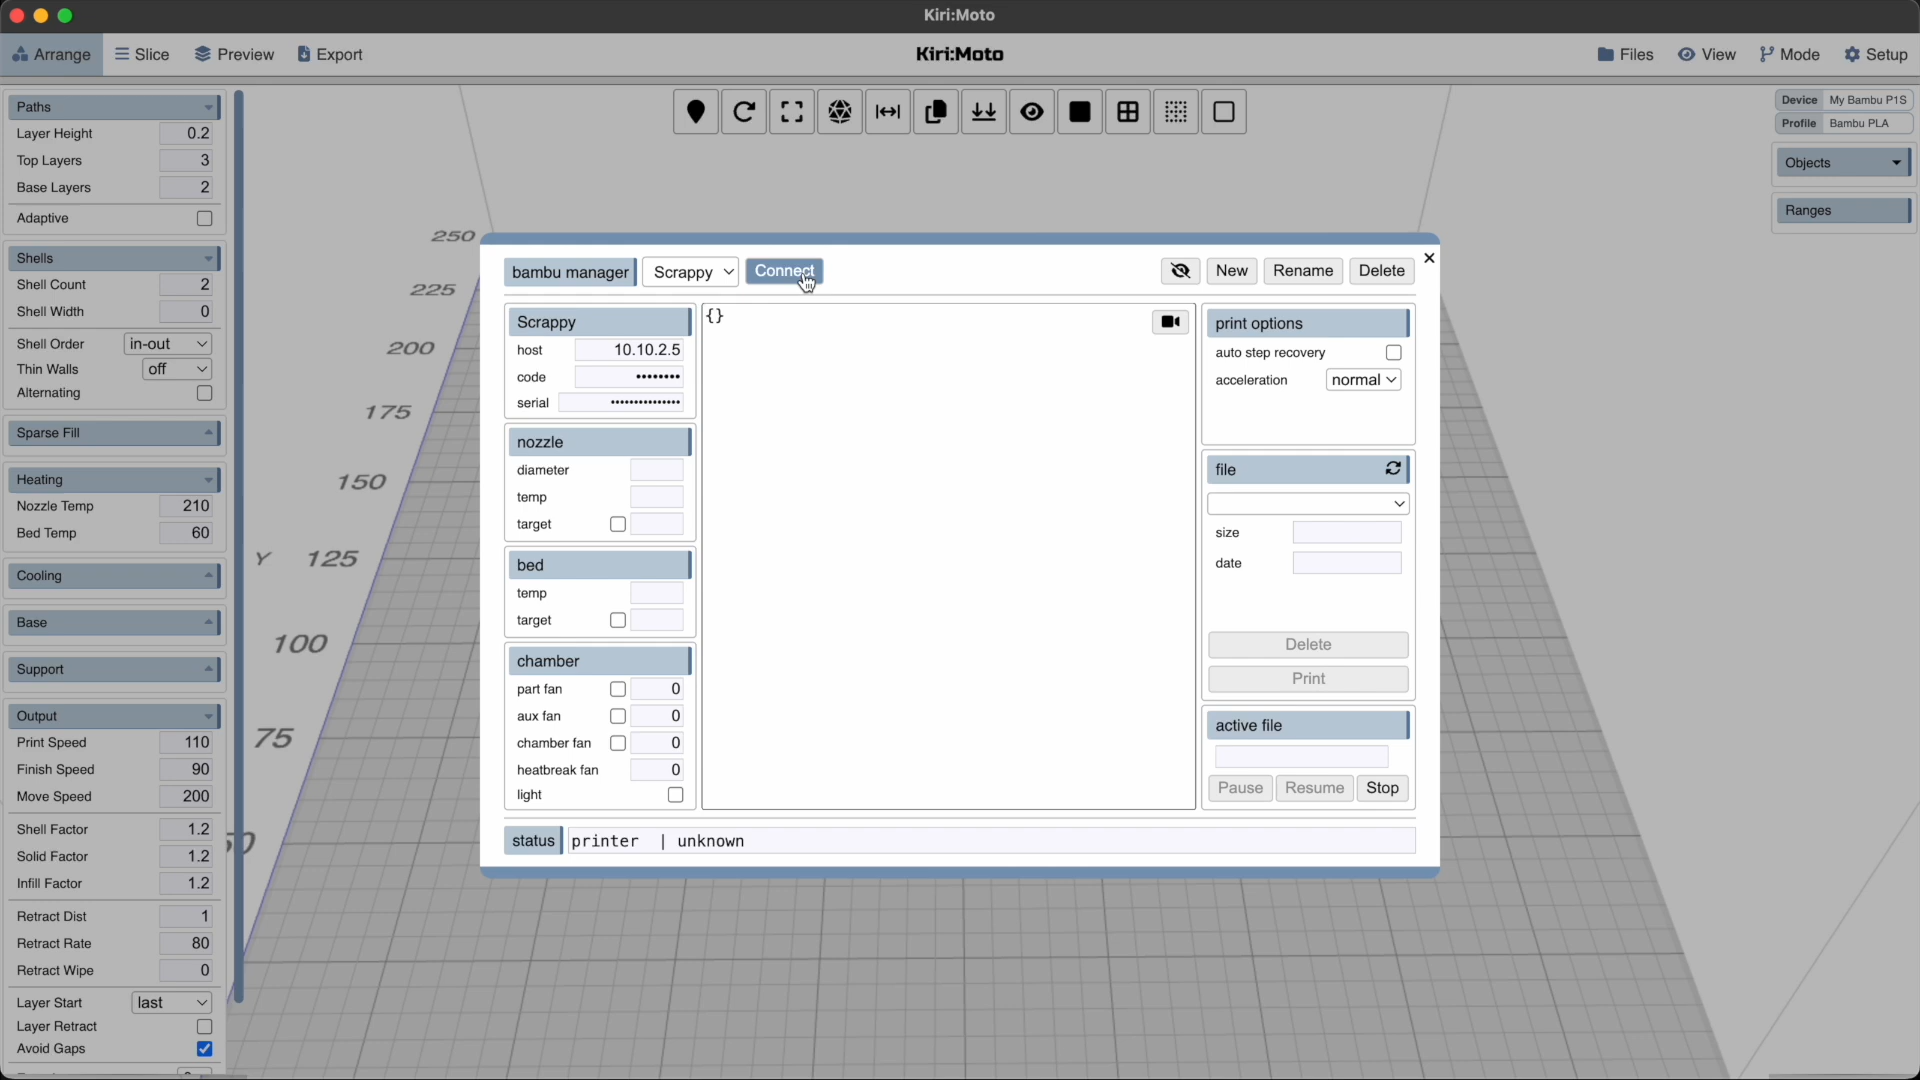 Kiri:Moto
Arrange
Slice
Preview
Export
Kiri:Moto
Files
View
Mode
Setup
Paths
Layer Height 0.2
Top Layers 3
Base Layers 2
Adaptive
Shells
Shell Count 2
Shell Width 0
Shell Order in-out
Thin Walls off
Alternating
Sparse Fill
Heating
Nozzle Temp 210
Bed Temp 60
Cooling
Base
Support
Output
Print Speed 110
Finish Speed 90
Move Speed 200
Shell Factor 1.2
Solid Factor 1.2
Infill Factor 1.2
Retract Dist 1
Retract Rate 80
Retract Wipe 0
Layer Start last
Layer Retract
Avoid Gaps
250
225
200
175
150
Y 125
100
75
bambu manager Scrappy Connect
New Rename Delete
Scrappy
host 10.10.2.5
code ••••••••
serial •••••••••••••••
nozzle
diameter
temp
target
bed
temp
target
chamber
part fan 0
aux fan 0
chamber fan 0
heatbreak fan 0
light
{}
print options
auto step recovery
acceleration normal
file
size
date
Delete
Print
active file
Pause Resume Stop
status printer | unknown
Device My Bambu P1S
Profile Bambu PLA
Objects
Ranges